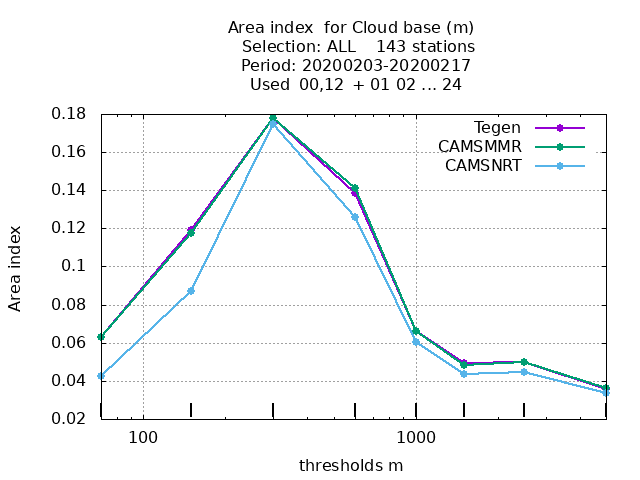 Area index  for Cloud base (m)
Selection: ALL    143 stations
Period: 20200203-20200217
Used  00,12  + 01 02 ... 24
Tegen
CAMSMMR
CAMSNRT
Area index
0.18
0.16
0.14
0.12
0.1
0.08
0.06
0.04
0.02
100
1000
thresholds m